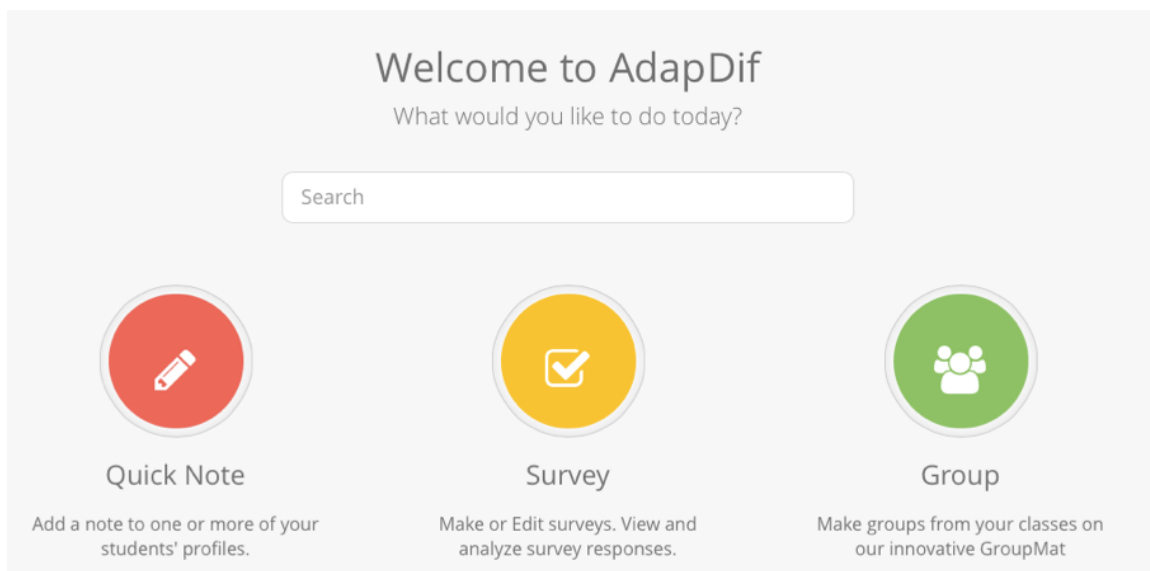 Welcome to AdapDif
What would you like to do today?
Search
Quick Note
Add a note to one or more of your
students' profiles.
Survey
Make or Edit surveys. View and
analyze survey responses.
Group
Make groups from your classes on
our innovative GroupMat